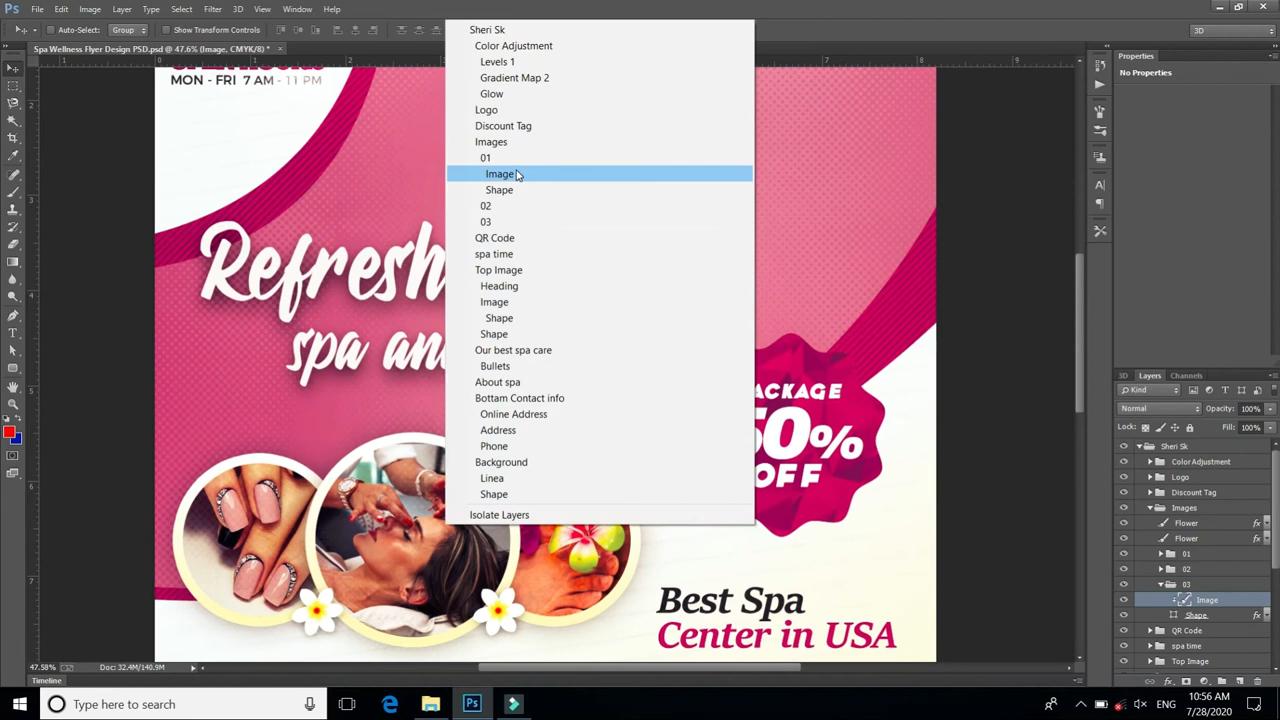 File Edit Image Layer Type Select Filter 3D View Window Help
Auto-Select: Group Show Transform Controls 3D
Spa Wellness Flyer Design PSD.psd @ 47.6% (Image, CMYK/8) *
MON - FRI 7 AM - 11 PM
Refresh
spa an
PACKAGE
50%
OFF
Best Spa
Center in USA
Sheri Sk
Color Adjustment
Levels 1
Gradient Map 2
Glow
Logo
Discount Tag
Images
01
Image
Shape
02
03
QR Code
spa time
Top Image
Heading
Image
Shape
Shape
Our best spa care
Bullets
About spa
Bottam Contact info
Online Address
Address
Phone
Background
Linea
Shape
Isolate Layers
Properties
No Properties
3D Layers Channels
Kind
Normal Opacity: 100%
Lock: Fill: 100%
Sheri Sk
Color Adjustment
Logo
Discount Tag
Images
Flower fx
Flower fx
01
02
03
Image
Shape fx
QR Code
spa time
Top Image
47.58% Doc: 32.4M/140.9M
Timeline
Type here to search
10:56 AM
7/28/2020